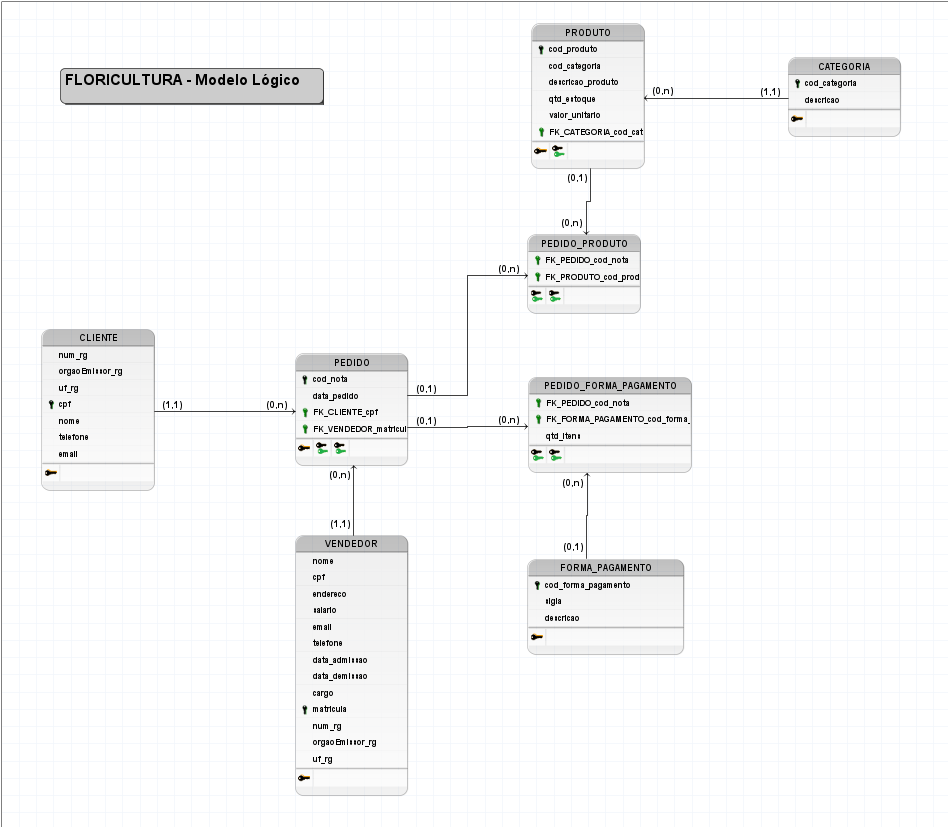 FLORICULTURA - Modelo Lógico
PRODUTO
cod_produto
cod_categoria
descricao_produto
qtd_estoque
valor_unitario
FK_CATEGORIA_cod_cat
CATEGORIA
cod_categoria
descricao
(0,n)
(1,1)
(0,1)
(0,n)
PEDIDO_PRODUTO
FK_PEDIDO_cod_nota
FK_PRODUTO_cod_prod
(0,n)
CLIENTE
num_rg
orgaoEmissor_rg
uf_rg
cpf
nome
telefone
email
(1,1)
(0,n)
PEDIDO
cod_nota
data_pedido
FK_CLIENTE_cpf
FK_VENDEDOR_matricul
(0,1)
(0,1)
(0,n)
PEDIDO_FORMA_PAGAMENTO
FK_PEDIDO_cod_nota
FK_FORMA_PAGAMENTO_cod_forma_
qtd_itens
(0,n)
(1,1)
(0,n)
(0,1)
VENDEDOR
nome
cpf
endereco
salario
email
telefone
data_admissao
data_demissao
cargo
matricula
num_rg
orgaoEmissor_rg
uf_rg
FORMA_PAGAMENTO
cod_forma_pagamento
sigla
descricao